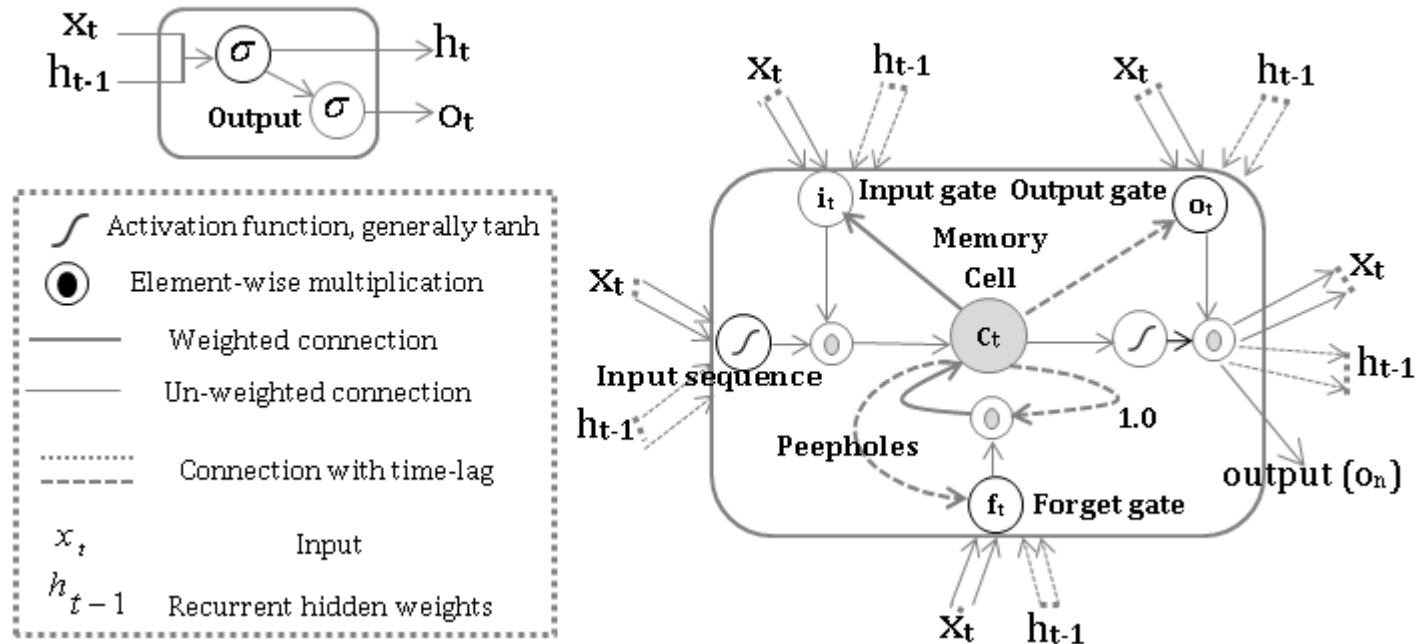 xt
ht-1
σ
σ
Output
ht
ot
Activation function, generally tanh
Element-wise multiplication
Weighted connection
Un-weighted connection
Connection with time-lag
xt Input
ht-1 Recurrent hidden weights
xt
ht-1
xt
ht-1
it
Input gate
Output gate
ot
Memory
Cell
ct
xt
Input sequence
ht-1
xt
ht-1
1.0
Peepholes
output (on)
ft
Forget gate
xt
ht-1